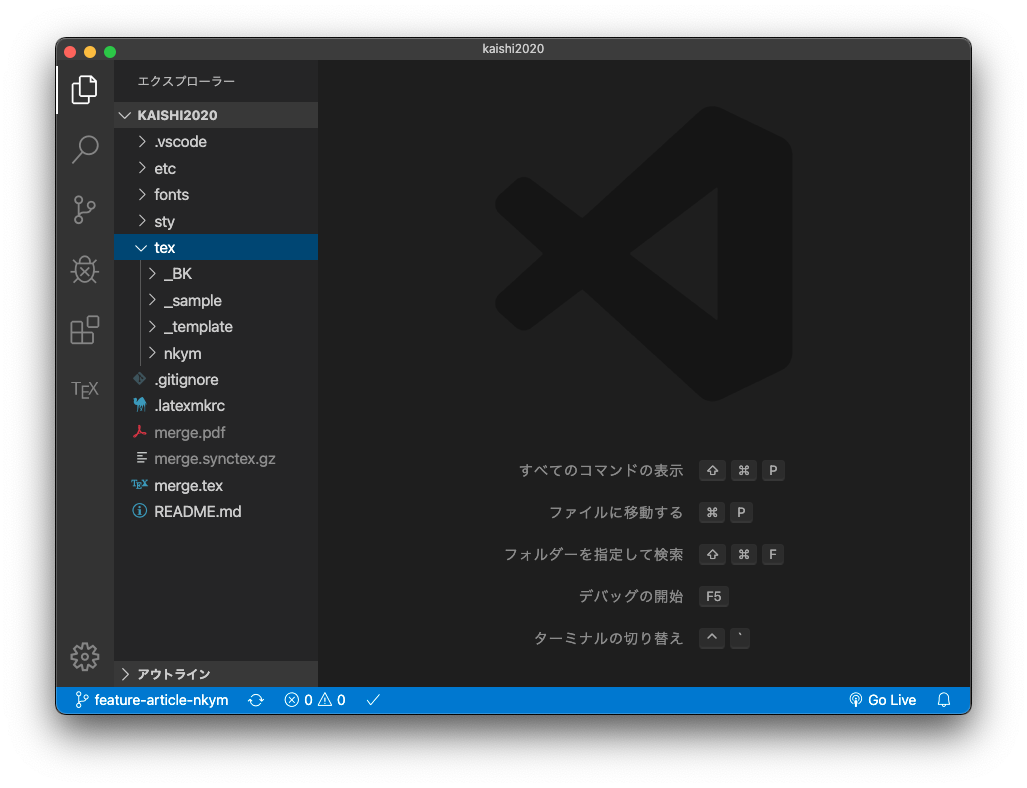 kaishi2020
エクスプローラー
KAISHI2020
.vscode
etc
fonts
sty
tex
_BK
_sample
_template
nkym
.gitignore
.latexmkrc
merge.pdf
merge.synctex.gz
TEX merge.tex
README.md
アウトライン
TEX
すべてのコマンドの表示 ⇧ ⌘ P
ファイルに移動する ⌘ P
フォルダーを指定して検索 ⇧ ⌘ F
デバッグの開始 F5
ターミナルの切り替え ^ `
feature-article-nkym 0 0 Go Live